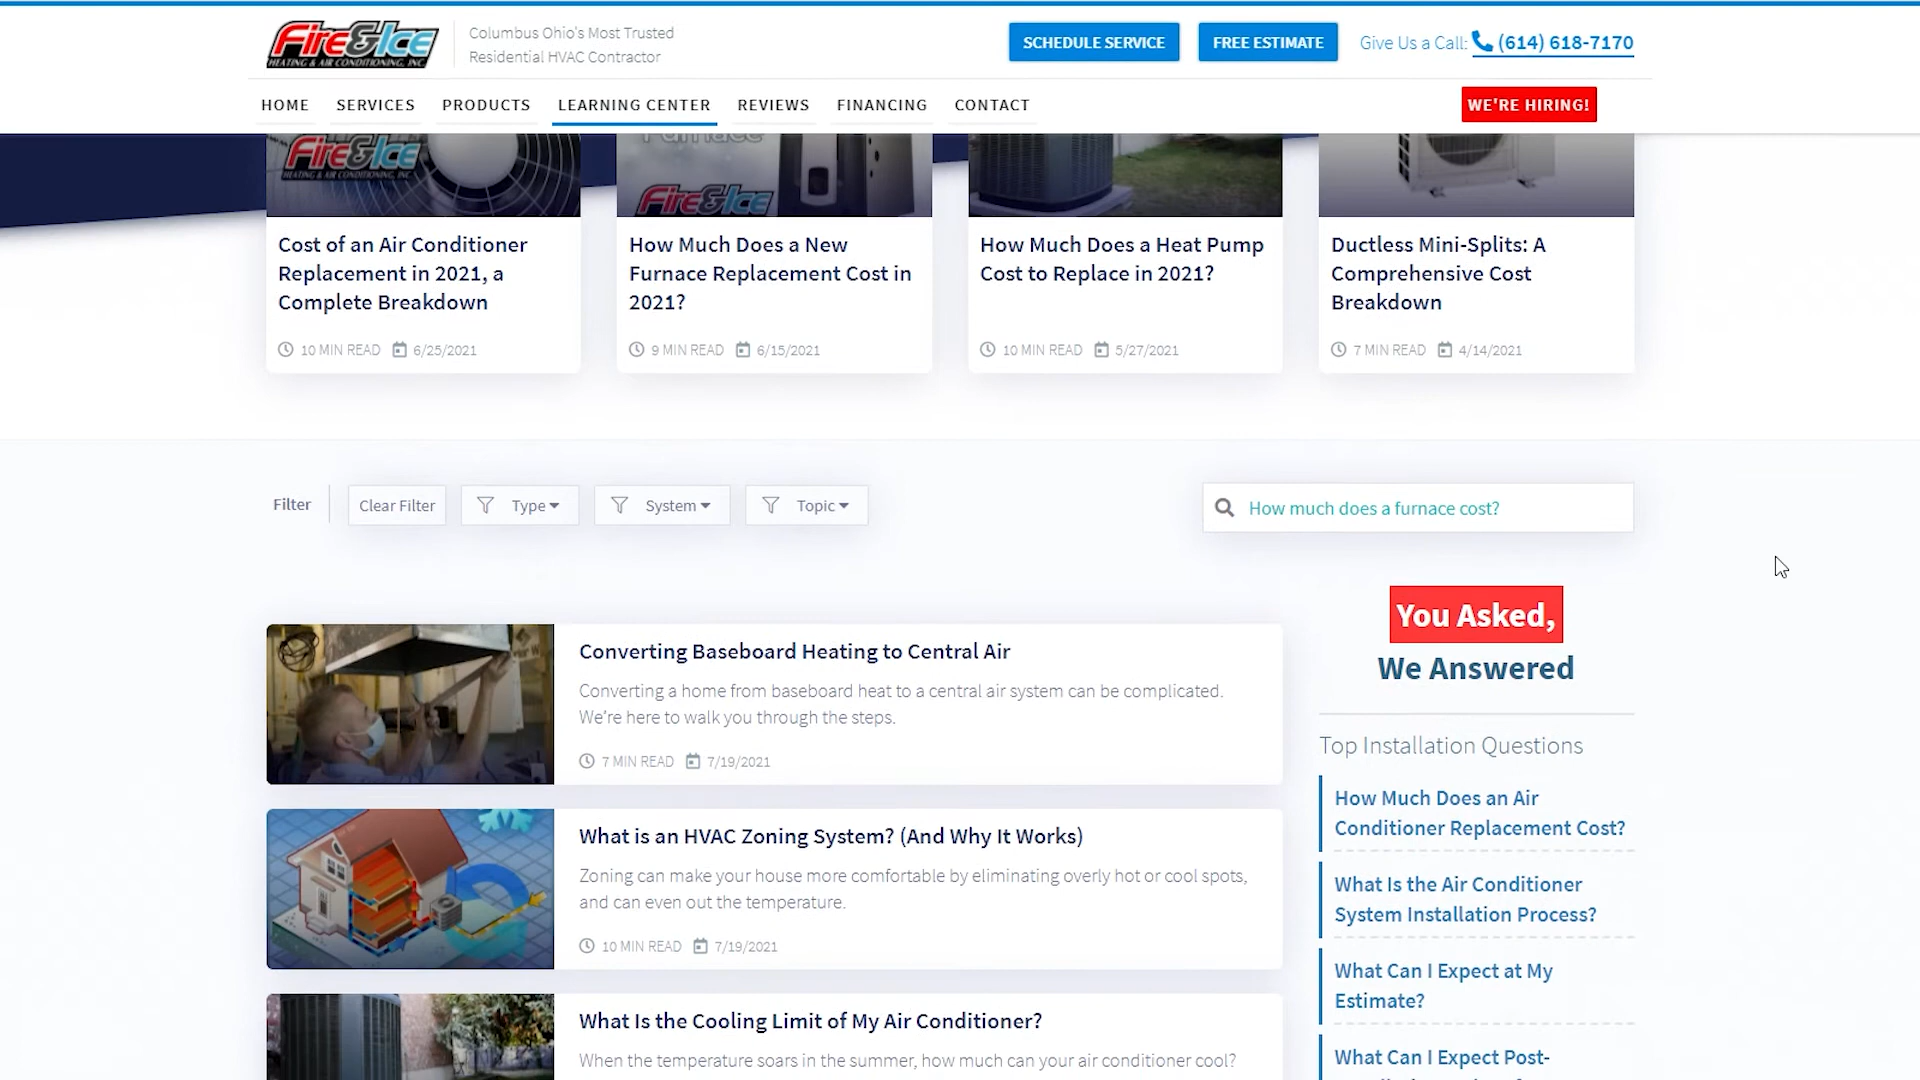 Fire&Ice
HEATING & AIR CONDITIONING, INC.
Columbus Ohio's Most Trusted
Residential HVAC Contractor
SCHEDULE SERVICE
FREE ESTIMATE
Give Us a Call: (614) 618-7170
HOME
SERVICES
PRODUCTS
LEARNING CENTER
REVIEWS
FINANCING
CONTACT
WE'RE HIRING!
Fire&Ice
HEATING & AIR CONDITIONING, INC.
Furnace
Fire&Ice
Cost of an Air Conditioner
Replacement in 2021, a
Complete Breakdown
10 MIN READ 6/25/2021
How Much Does a New
Furnace Replacement Cost in
2021?
9 MIN READ 6/15/2021
How Much Does a Heat Pump
Cost to Replace in 2021?
10 MIN READ 5/27/2021
Ductless Mini-Splits: A
Comprehensive Cost
Breakdown
7 MIN READ 4/14/2021
Filter
Clear Filter
Type
System
Topic
How much does a furnace cost?
Converting Baseboard Heating to Central Air
Converting a home from baseboard heat to a central air system can be complicated.
We're here to walk you through the steps.
7 MIN READ 7/19/2021
What is an HVAC Zoning System? (And Why It Works)
Zoning can make your house more comfortable by eliminating overly hot or cool spots,
and can even out the temperature.
10 MIN READ 7/19/2021
What Is the Cooling Limit of My Air Conditioner?
When the temperature soars in the summer, how much can your air conditioner cool?
You Asked,
We Answered
Top Installation Questions
How Much Does an Air
Conditioner Replacement Cost?
What Is the Air Conditioner
System Installation Process?
What Can I Expect at My
Estimate?
What Can I Expect Post-